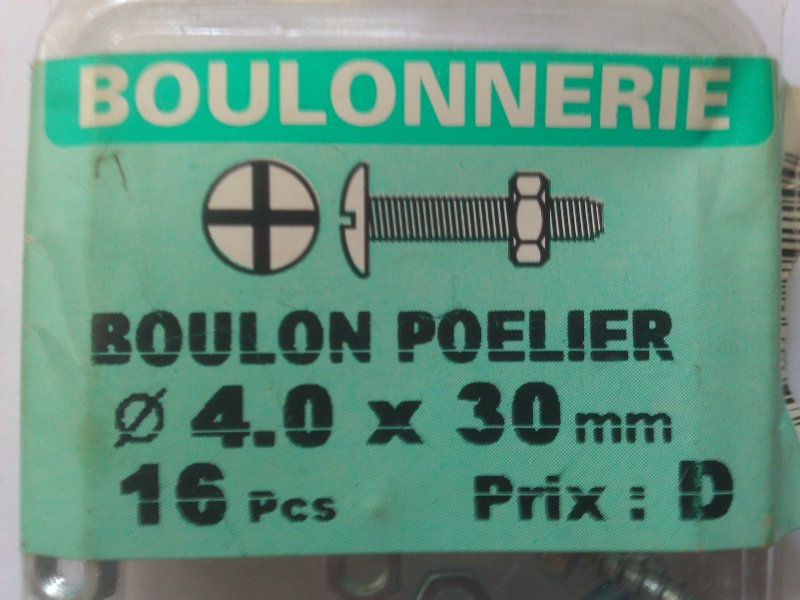 BOULONNERIE
BOULON POELIER
Ø 4.0 x 30 mm
16 Pcs Prix : D